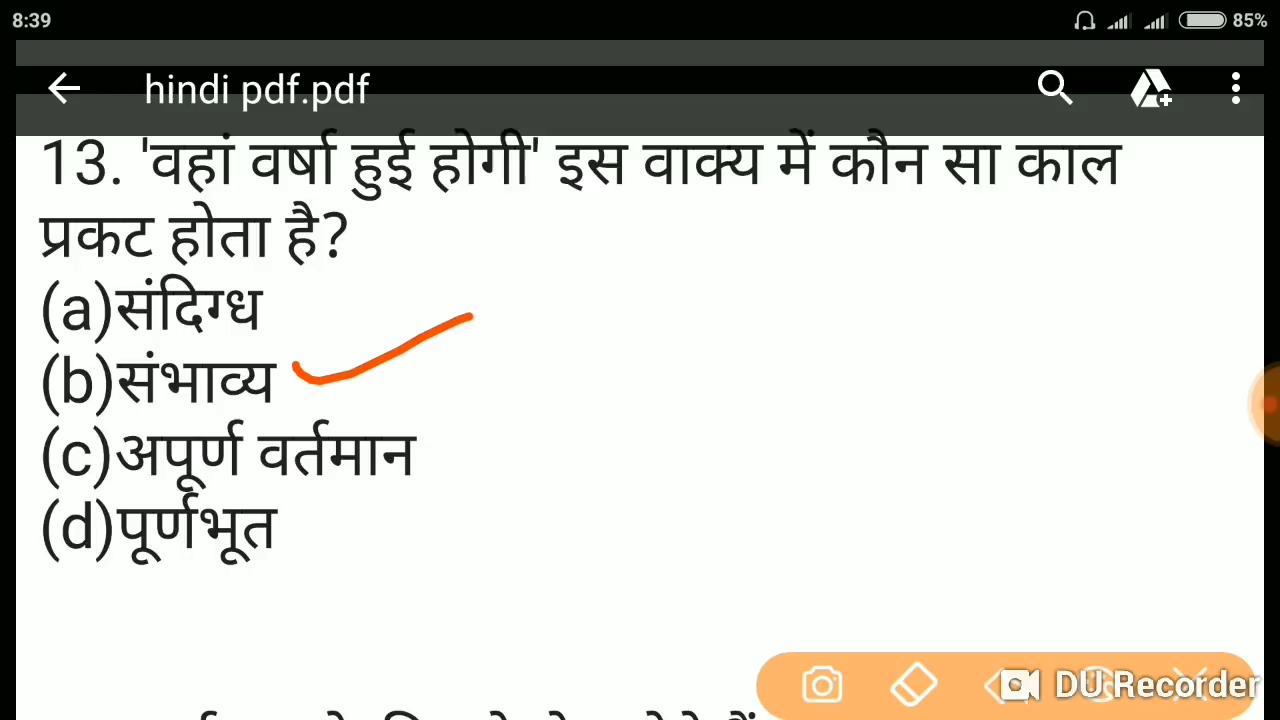 8:39
85%
hindi pdf.pdf
13. 'वहां वर्षा हुई होगी' इस वाक्य में कौन सा काल
प्रकट होता है?
(a)संदिग्ध
(b)संभाव्य
(c)अपूर्ण वर्तमान
(d)पूर्णभूत
DU Recorder